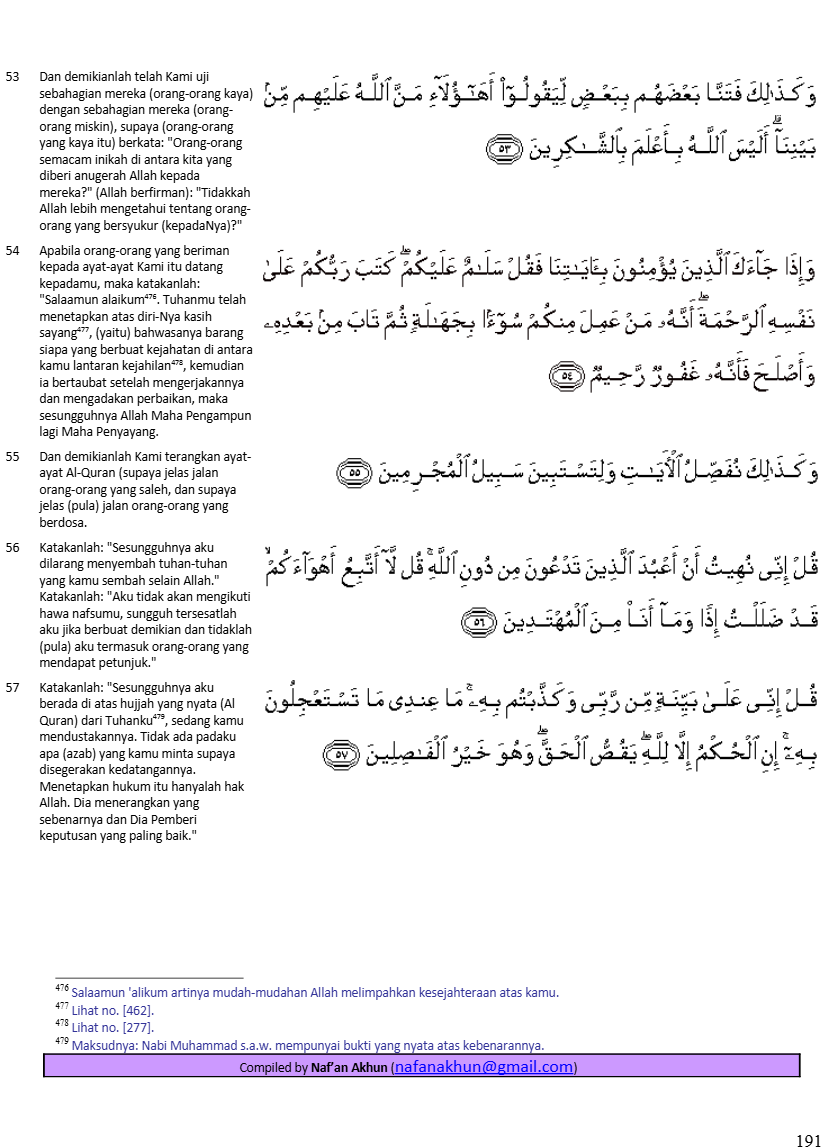 53 Dan demikianlah telah Kami uji
sebahagian mereka (orang-orang kaya)
dengan sebahagian mereka (orang-
orang miskin), supaya (orang-orang
yang kaya itu) berkata: "Orang-orang
semacam inikah di antara kita yang
diberi anugerah Allah kepada
mereka?" (Allah berfirman): "Tidakkah
Allah lebih mengetahui tentang orang-
orang yang bersyukur (kepadaNya)?"
وَكَذَٰلِكَ فَتَنَّا بَعْضَهُم بِبَعْضٍ لِّيَقُولُوٓا۟ أَهَـٰٓؤُلَآءِ مَنَّ ٱللَّهُ عَلَيْهِم مِّنۢ
بَيْنِنَآ ۗ أَلَيْسَ ٱللَّهُ بِأَعْلَمَ بِٱلشَّـٰكِرِينَ ٥٣
54 Apabila orang-orang yang beriman
kepada ayat-ayat Kami itu datang
kepadamu, maka katakanlah:
"Salaamun alaikum476. Tuhanmu telah
menetapkan atas diri-Nya kasih
sayang477, (yaitu) bahwasanya barang
siapa yang berbuat kejahatan di antara
kamu lantaran kejahilan478, kemudian
ia bertaubat setelah mengerjakannya
dan mengadakan perbaikan, maka
sesungguhnya Allah Maha Pengampun
lagi Maha Penyayang.
وَإِذَا جَآءَكَ ٱلَّذِينَ يُؤْمِنُونَ بِـَٔايَـٰتِنَا فَقُلْ سَلَـٰمٌ عَلَيْكُمْ ۖ كَتَبَ رَبُّكُمْ عَلَىٰ
نَفْسِهِ ٱلرَّحْمَةَ ۖ أَنَّهُۥ مَنْ عَمِلَ مِنكُمْ سُوٓءًۢا بِجَهَـٰلَةٍ ثُمَّ تَابَ مِنۢ بَعْدِهِۦ
وَأَصْلَحَ فَأَنَّهُۥ غَفُورٌ رَّحِيمٌ ٥٤
55 Dan demikianlah Kami terangkan ayat-
ayat Al-Quran (supaya jelas jalan
orang-orang yang saleh, dan supaya
jelas (pula) jalan orang-orang yang
berdosa.
وَكَذَٰلِكَ نُفَصِّلُ ٱلْـَٔايَـٰتِ وَلِتَسْتَبِينَ سَبِيلُ ٱلْمُجْرِمِينَ ٥٥
56 Katakanlah: "Sesungguhnya aku
dilarang menyembah tuhan-tuhan
yang kamu sembah selain Allah."
Katakanlah: "Aku tidak akan mengikuti
hawa nafsumu, sungguh tersesatlah
aku jika berbuat demikian dan tidaklah
(pula) aku termasuk orang-orang yang
mendapat petunjuk."
قُلْ إِنِّى نُهِيتُ أَنْ أَعْبُدَ ٱلَّذِينَ تَدْعُونَ مِن دُونِ ٱللَّهِ ۚ قُل لَّآ أَتَّبِعُ أَهْوَآءَكُمْ ۙ
قَدْ ضَلَلْتُ إِذًا وَمَآ أَنَا۠ مِنَ ٱلْمُهْتَدِينَ ٥٦
57 Katakanlah: "Sesungguhnya aku
berada di atas hujjah yang nyata (Al
Quran) dari Tuhanku479, sedang kamu
mendustakannya. Tidak ada padaku
apa (azab) yang kamu minta supaya
disegerakan kedatangannya.
Menetapkan hukum itu hanyalah hak
Allah. Dia menerangkan yang
sebenarnya dan Dia Pemberi
keputusan yang paling baik."
قُلْ إِنِّى عَلَىٰ بَيِّنَةٍ مِّن رَّبِّى وَكَذَّبْتُم بِهِۦ ۚ مَا عِندِى مَا تَسْتَعْجِلُونَ
بِهِۦٓ ۚ إِنِ ٱلْحُكْمُ إِلَّا لِلَّهِ ۖ يَقُصُّ ٱلْحَقَّ ۖ وَهُوَ خَيْرُ ٱلْفَـٰصِلِينَ ٥٧
476 Salaamun 'alikum artinya mudah-mudahan Allah melimpahkan kesejahteraan atas kamu.
477 Lihat no. [462].
478 Lihat no. [277].
479 Maksudnya: Nabi Muhammad s.a.w. mempunyai bukti yang nyata atas kebenarannya.
Compiled by Naf’an Akhun (nafanakhun@gmail.com)
191